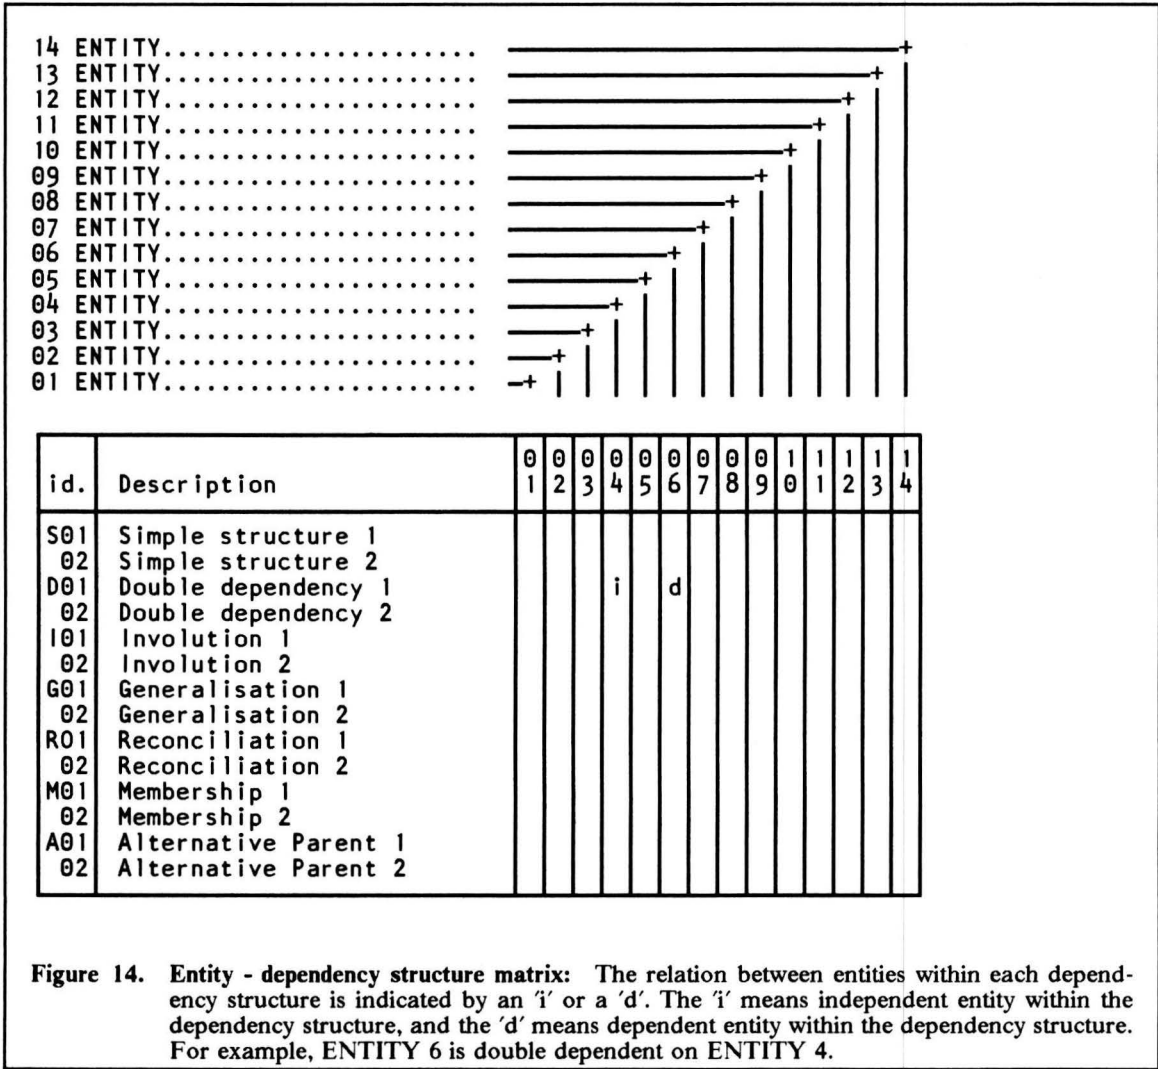 14 ENTITY......................
13 ENTITY......................
12 ENTITY......................
11 ENTITY......................
10 ENTITY......................
09 ENTITY......................
08 ENTITY......................
07 ENTITY......................
06 ENTITY......................
05 ENTITY......................
04 ENTITY......................
03 ENTITY......................
02 ENTITY......................
01 ENTITY......................
id. Description 01 02 03 04 05 06 07 08 09 10 11 12 13 14
S01 Simple structure 1
02 Simple structure 2
D01 Double dependency 1 i d
02 Double dependency 2
I01 Involution 1
02 Involution 2
G01 Generalisation 1
02 Generalisation 2
R01 Reconciliation 1
02 Reconciliation 2
M01 Membership 1
02 Membership 2
A01 Alternative Parent 1
02 Alternative Parent 2
Figure 14. Entity - dependency structure matrix: The relation between entities within each depend-
ency structure is indicated by an 'i' or a 'd'. The 'i' means independent entity within the
dependency structure, and the 'd' means dependent entity within the dependency structure.
For example, ENTITY 6 is double dependent on ENTITY 4.